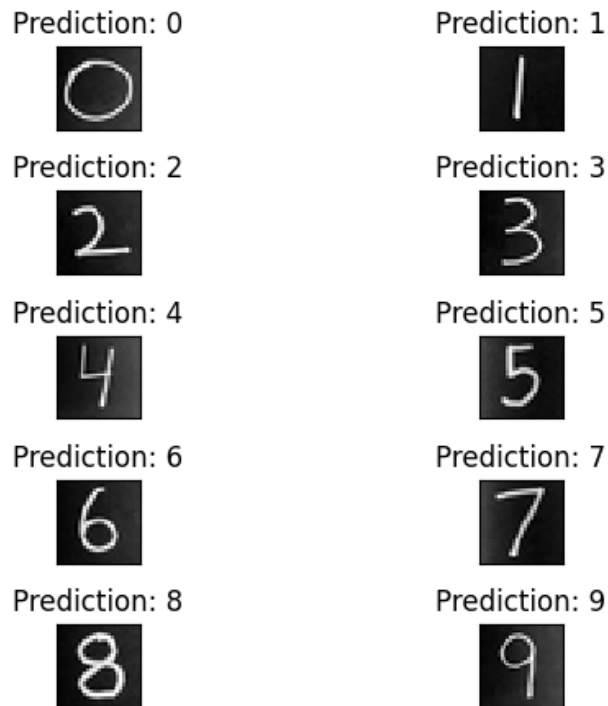 Prediction: 0
Prediction: 1
0
1
Prediction: 2
Prediction: 3
2
3
Prediction: 4
Prediction: 5
4
5
Prediction: 6
Prediction: 7
6
7
Prediction: 8
Prediction: 9
8
9